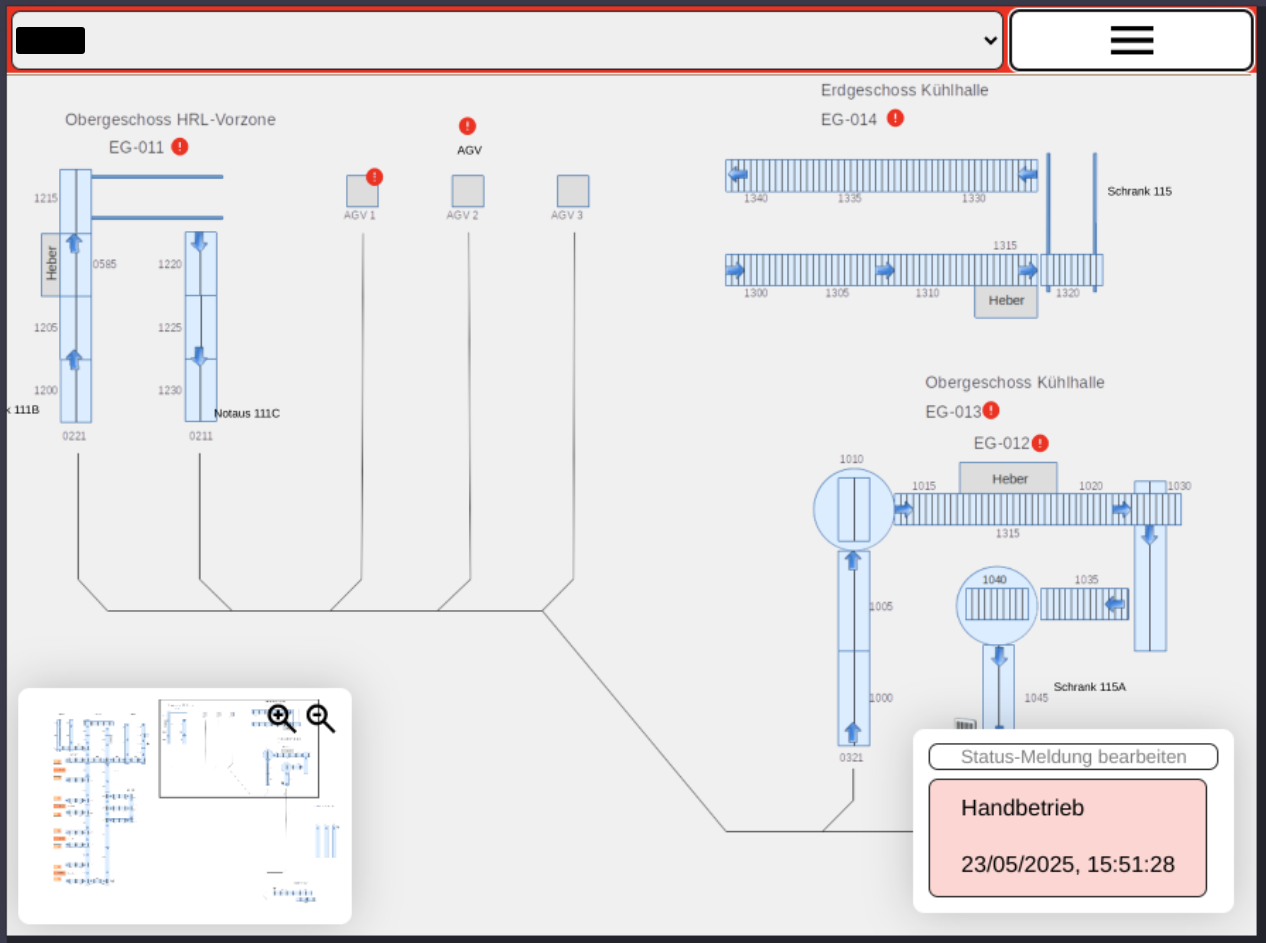 Erdgeschoss Kühlhalle
EG-014
Obergeschoss HRL-Vorzone
EG-011
AGV
1215
AGV 1
AGV 2
AGV 3
1340
1335
1330
Schrank 115
Heber
0585
1220
1315
1300
1305
1310
1320
Heber
1205
1225
1200
1230
k 111B
Notaus 111C
0221
0211
Obergeschoss Kühlhalle
EG-013
EG-012
1010
Heber
1015
1020
1030
1315
1040
1035
1005
Schrank 115A
1000
1045
0321
Status-Meldung bearbeiten
Handbetrieb
23/05/2025, 15:51:28